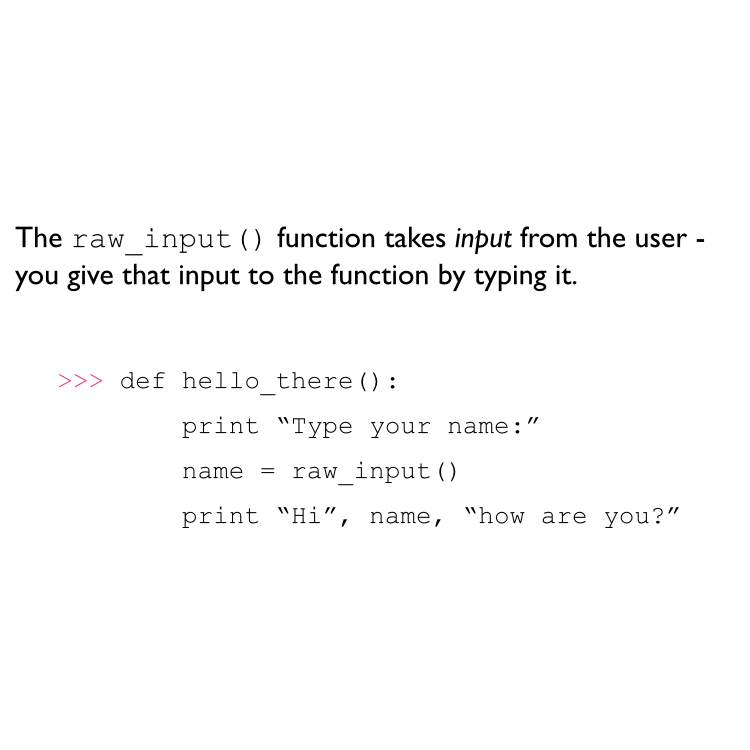 The raw_input() function takes input from the user -
you give that input to the function by typing it.
>>> def hello_there():
print “Type your name:”
name = raw_input()
print “Hi”, name, “how are you?”